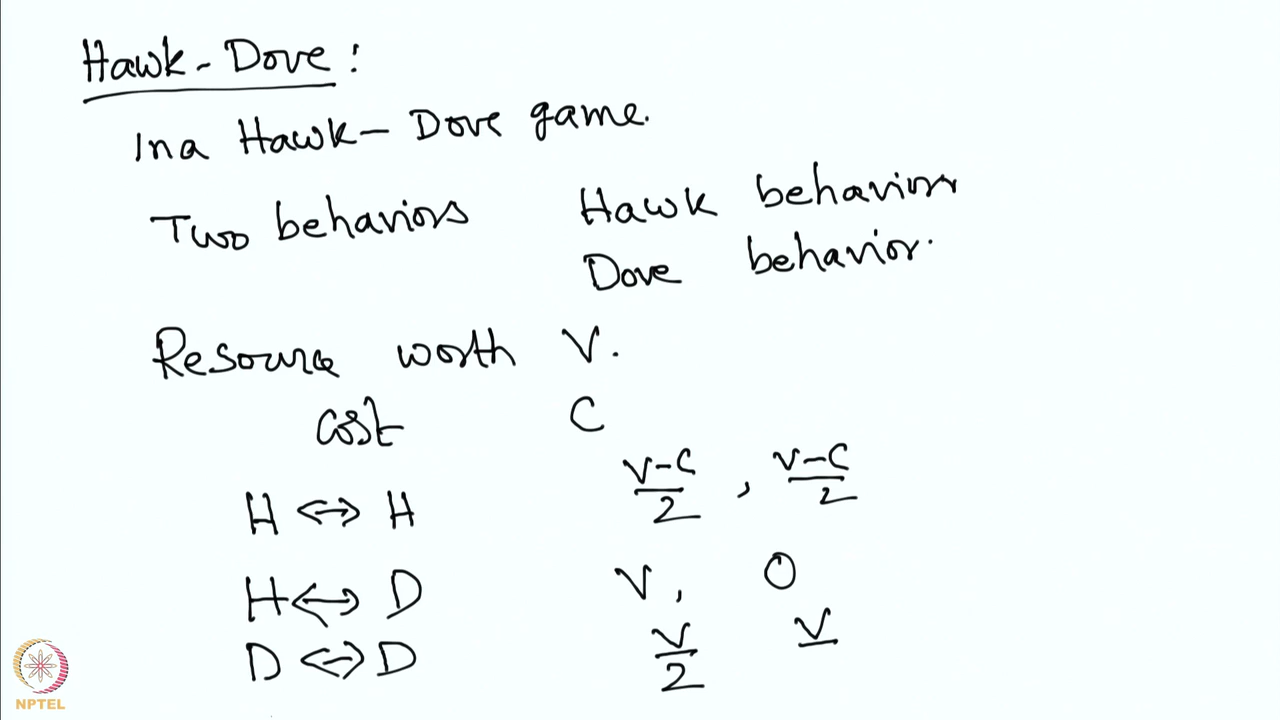 Hawk - Dove :
In a Hawk - Dove game.
Two behaviors Hawk behavior
Dove behavior.
Resource worth V.
Cost C
H ⇔ H V-C/2 , V-C/2
H ⇔ D V, 0
D ⇔ D V/2 V
NPTEL